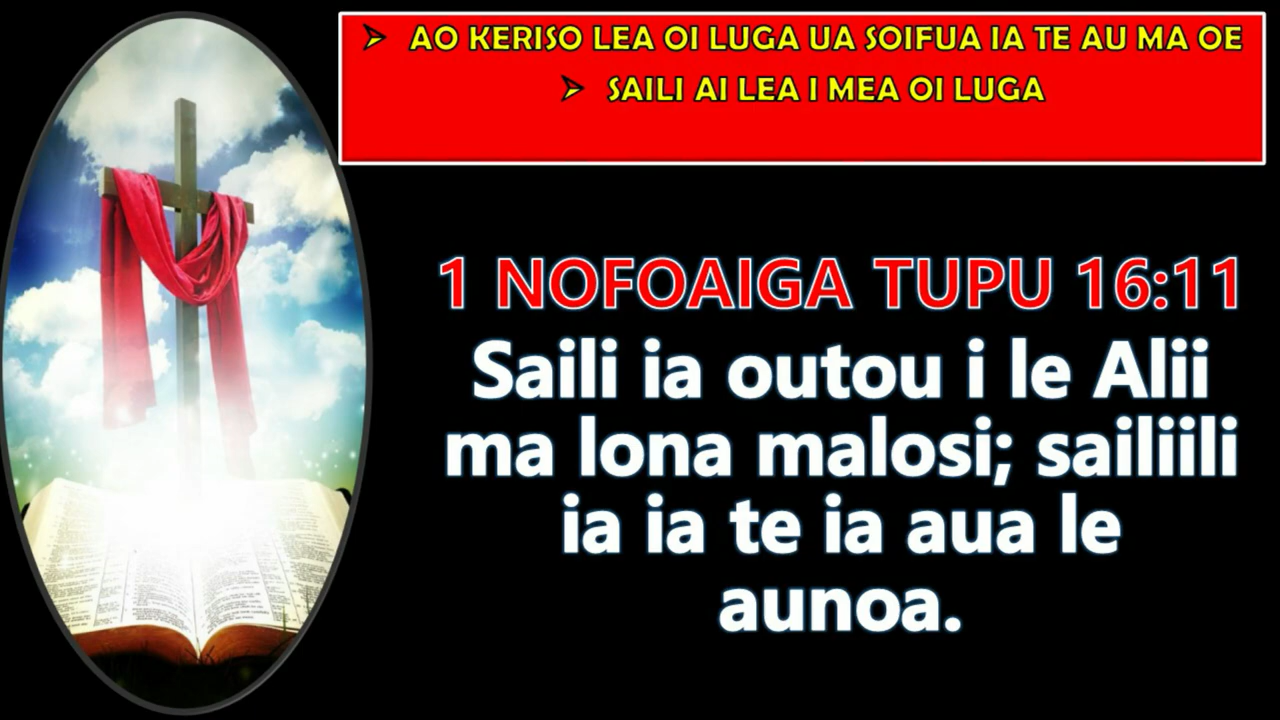 ➢ AO KERISO LEA OI LUGA UA SOIFUA IA TE AU MA OE
➢ SAILI AI LEA I MEA OI LUGA
1 NOFOAIGA TUPU 16:11
Saili ia outou i le Alii
ma lona malosi; sailiili
ia ia te ia aua le
aunoa.